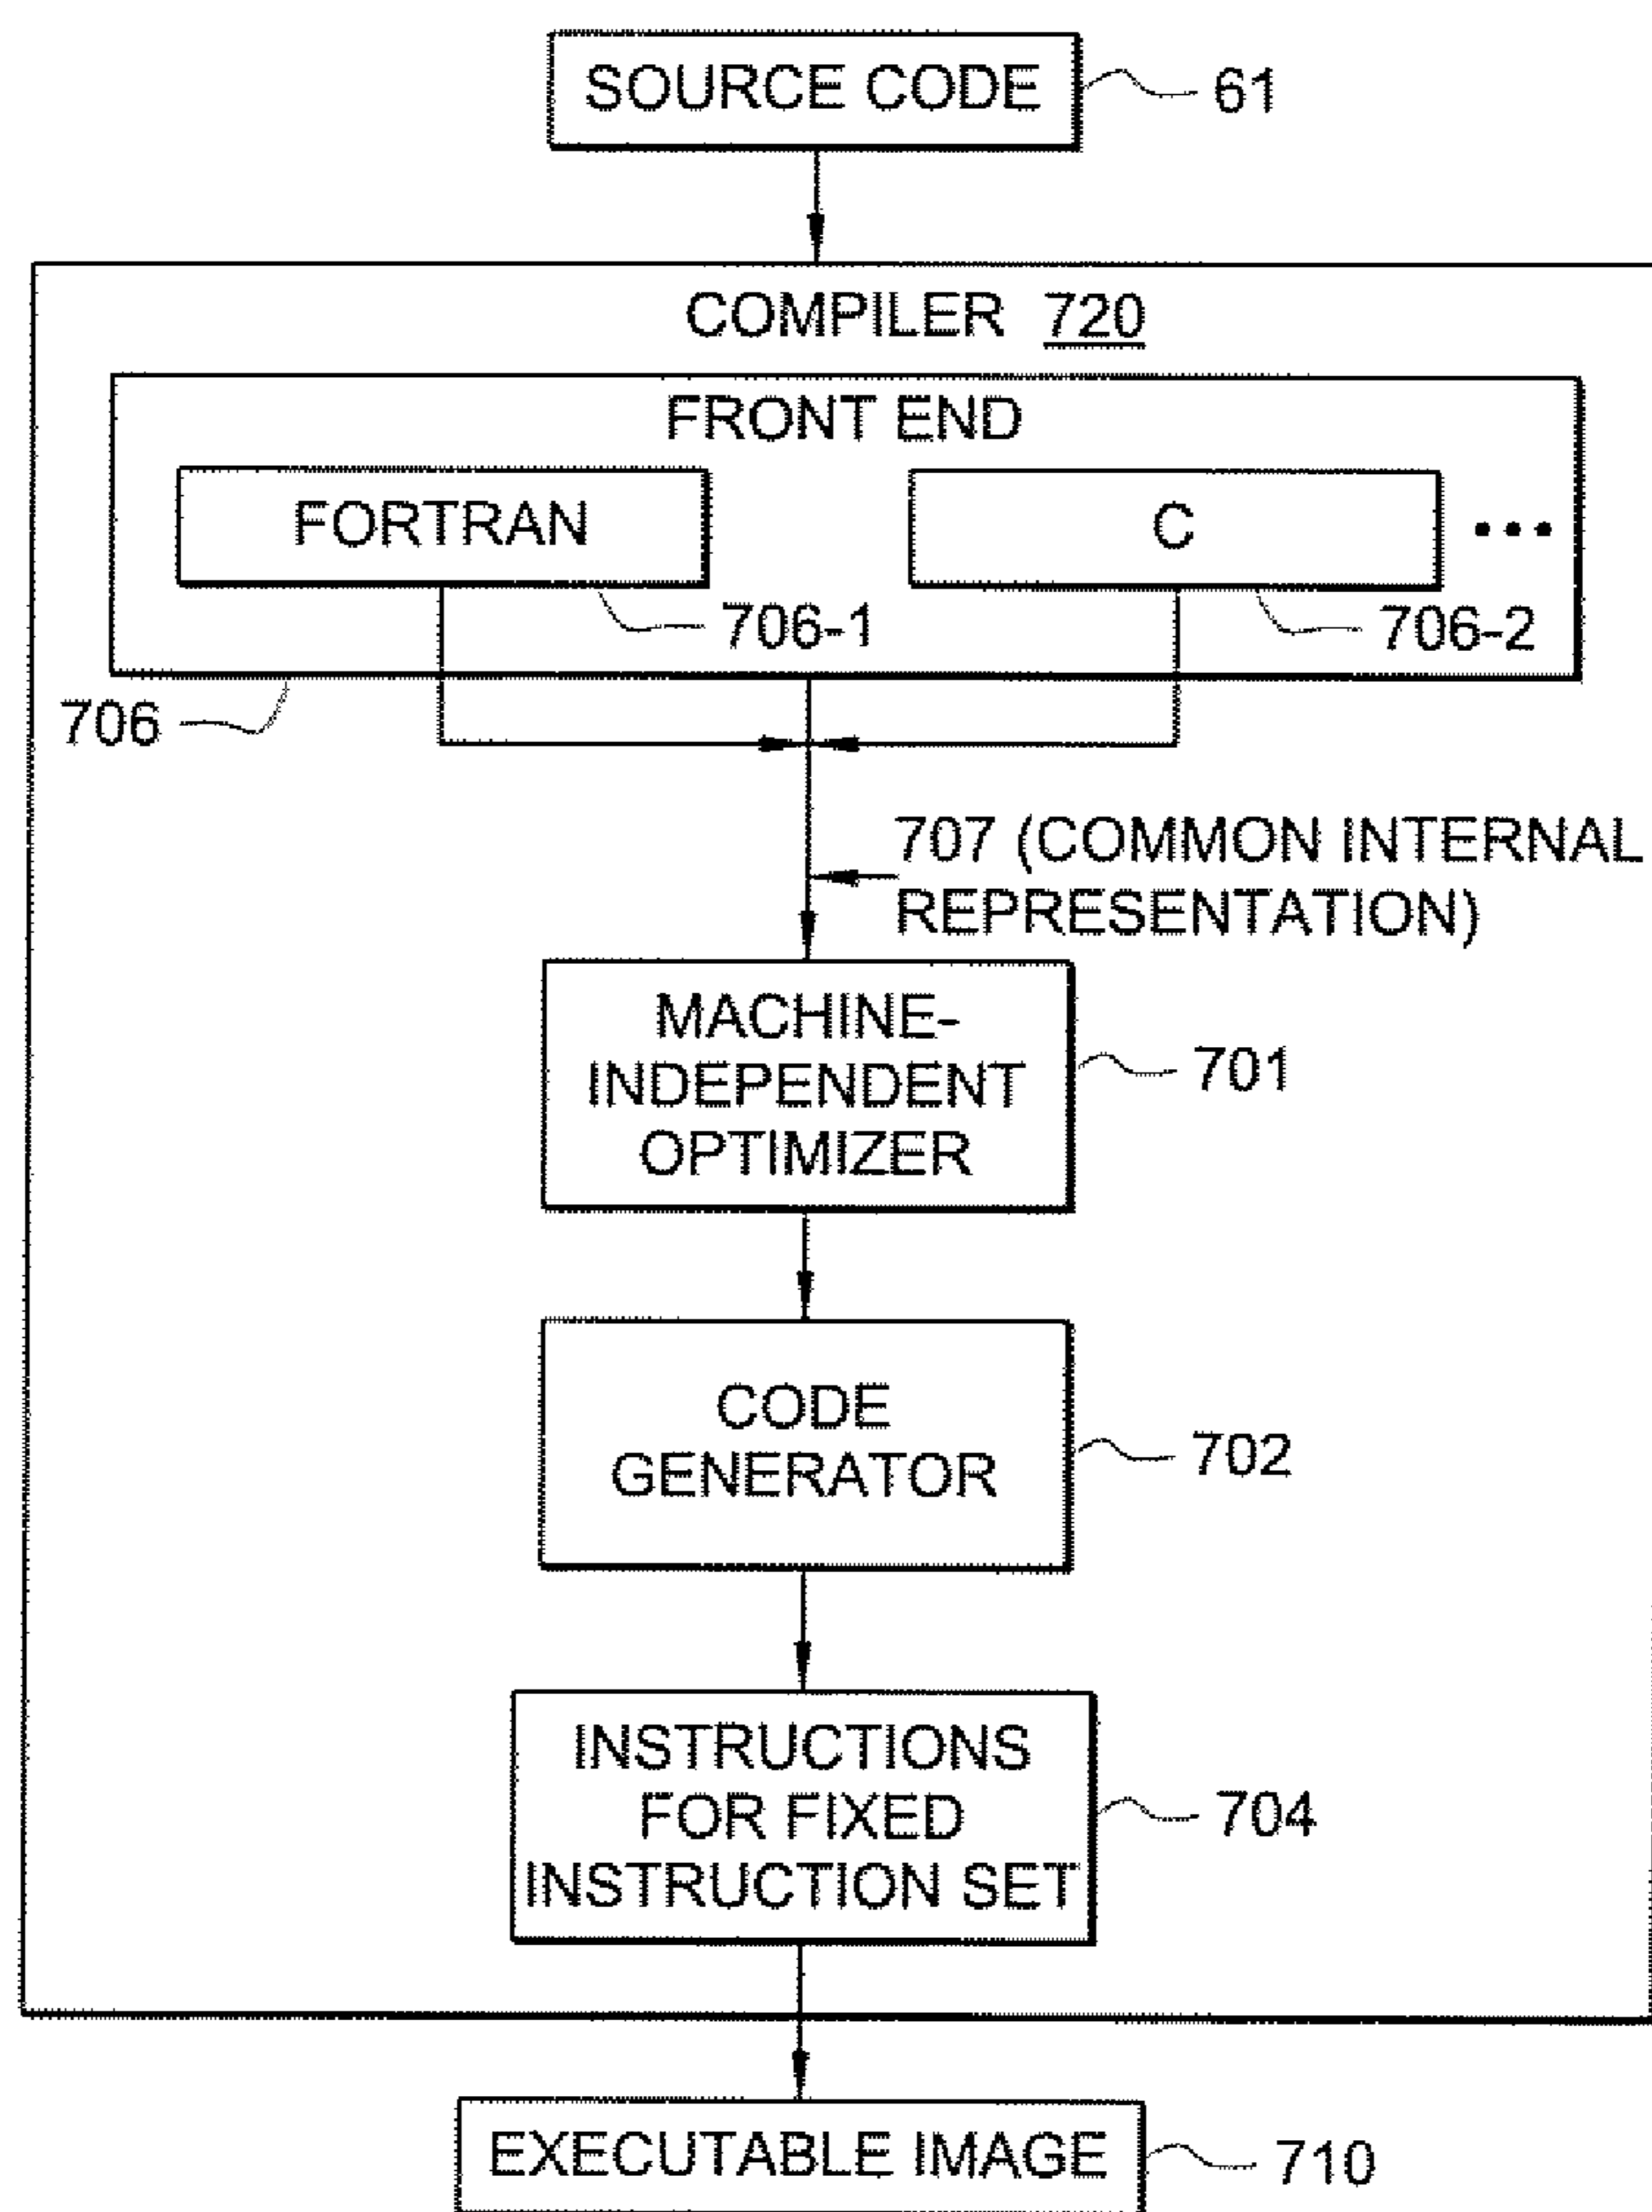 SOURCE CODE
61
COMPILER 720
FRONT END
FORTRAN
C
•••
706-1
706-2
706
707 (COMMON INTERNAL
REPRESENTATION)
MACHINE-
INDEPENDENT
OPTIMIZER
701
CODE
GENERATOR
702
INSTRUCTIONS
FOR FIXED
INSTRUCTION SET
704
EXECUTABLE IMAGE
710